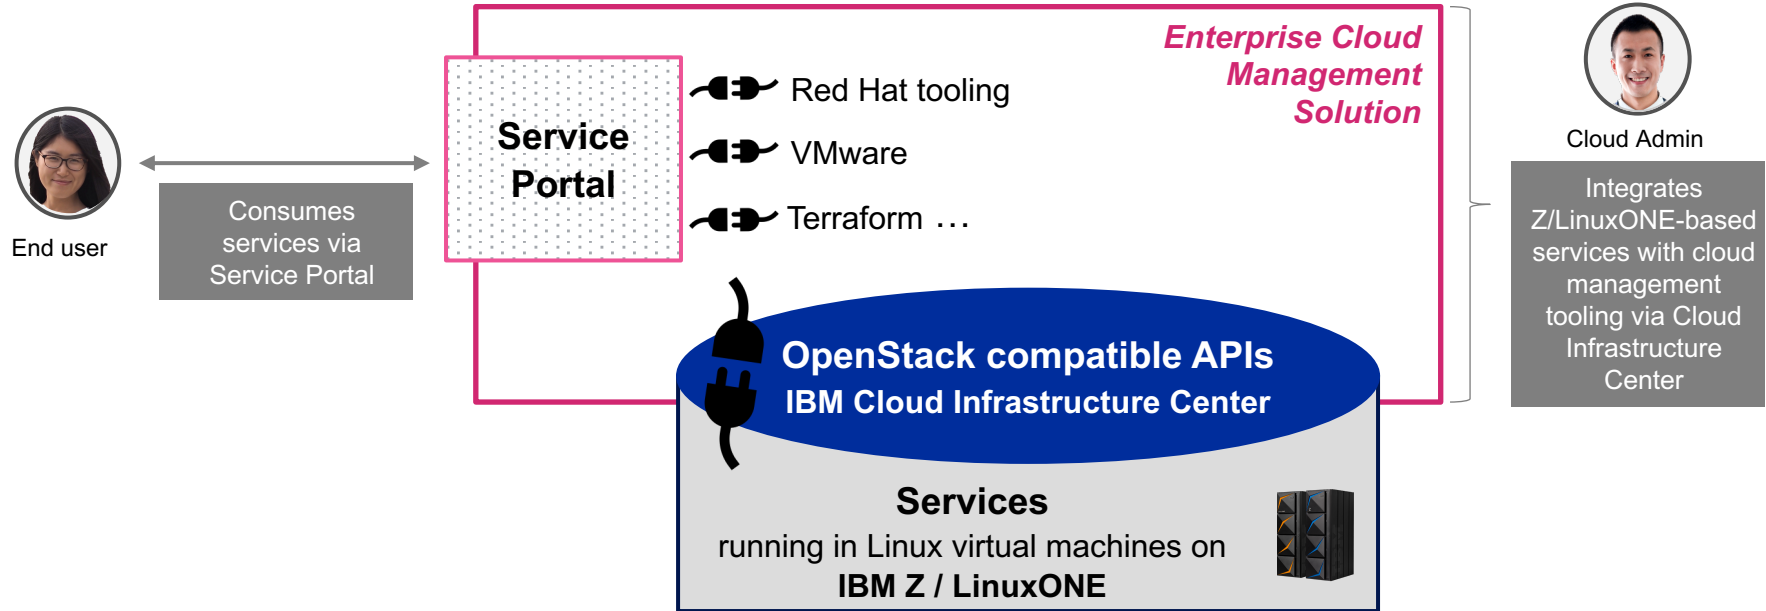 End user
Consumes
services via
Service Portal
Service
Portal
Red Hat tooling
VMware
Terraform …
Enterprise Cloud
Management
Solution
OpenStack compatible APIs
IBM Cloud Infrastructure Center
Services
running in Linux virtual machines on
IBM Z / LinuxONE
Cloud Admin
Integrates
Z/LinuxONE-based
services with cloud
management
tooling via Cloud
Infrastructure
Center